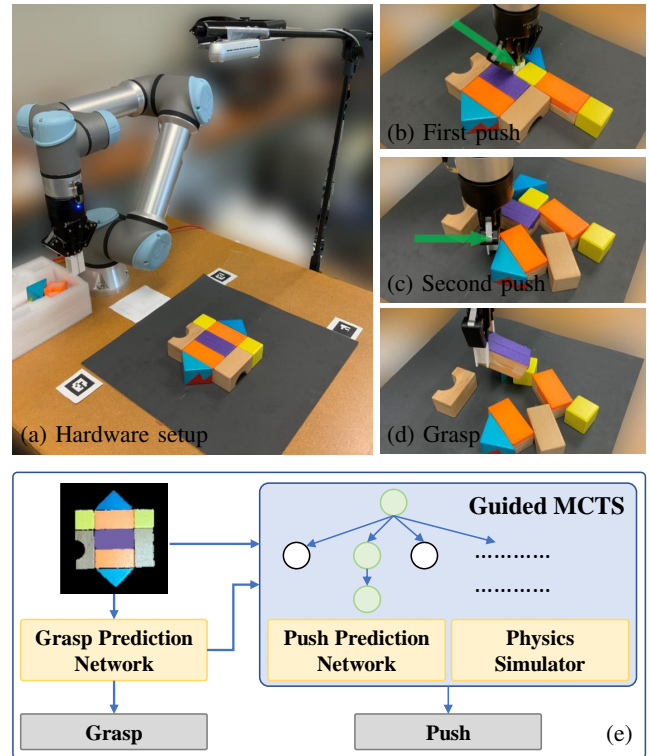 (a) Hardware setup
(b) First push
(c) Second push
(d) Grasp
Guided MCTS
…………
…………
Grasp Prediction
Network
Push Prediction
Network
Physics
Simulator
Grasp
Push
(e)